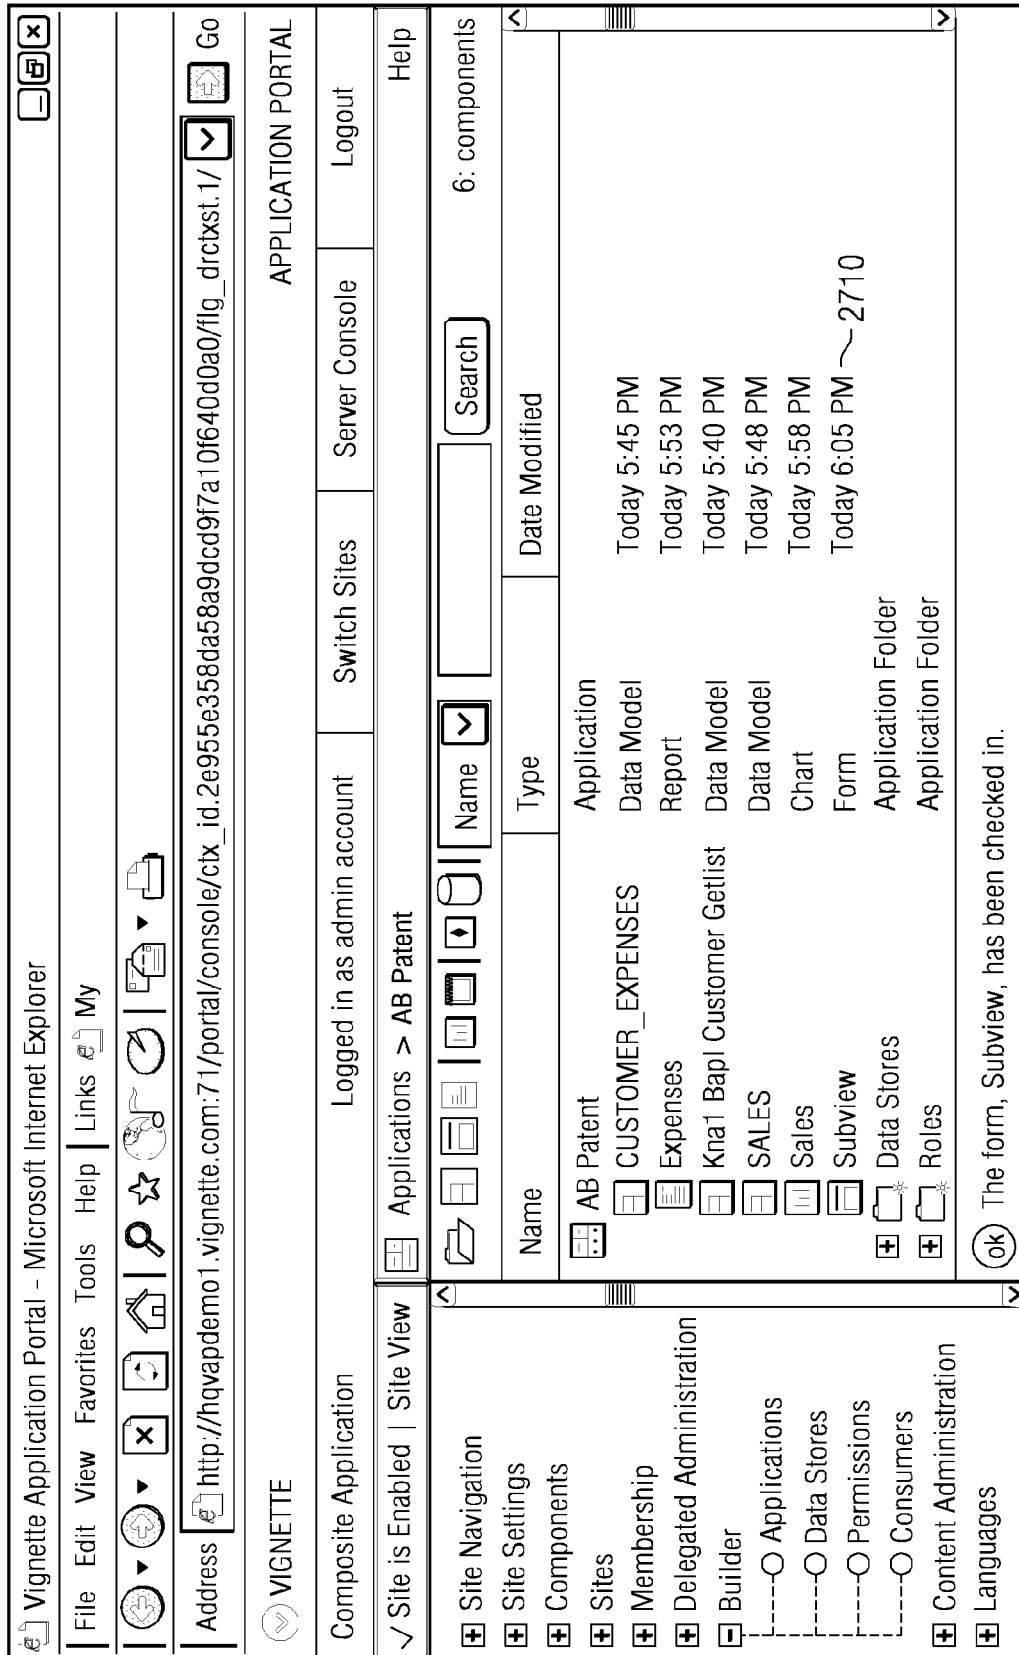 Vignette Application Portal – Microsoft Internet Explorer
File Edit View Favorites Tools Help Links My
Address http://hqvapdemo1.vignette.com:71/portal/console/ctx_id.2e955e358da58a9dcd9f7a10f640d0a0/flg_drctxst.1/ Go
VIGNETTE APPLICATION PORTAL
Composite Application Logged in as admin account Switch Sites Server Console Logout
Site is Enabled | Site View Applications > AB Patent Help
Name Search 6: components
Site Navigation
Site Settings
Components
Sites
Membership
Delegated Administration
Builder
Applications
Data Stores
Permissions
Consumers
Content Administration
Languages
Name Type Date Modified
AB Patent Application
CUSTOMER_EXPENSES Data Model Today 5:45 PM
Expenses Report Today 5:53 PM
Kna1 Bapl Customer Getlist Data Model Today 5:40 PM
SALES Data Model Today 5:48 PM
Sales Chart Today 5:58 PM
Subview Form Today 6:05 PM 2710
Data Stores Application Folder
Roles Application Folder
ok The form, Subview, has been checked in.